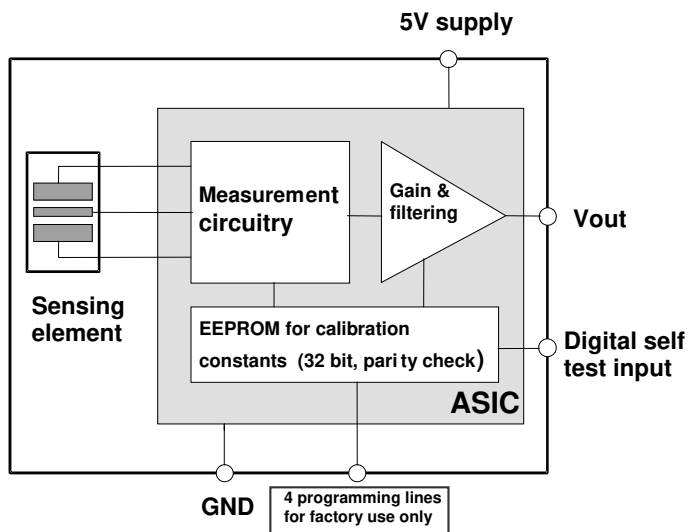 5V supply
Measurement
circuitry
Gain &
filtering
Vout
Sensing
element
EEPROM for calibration
constants (32 bit, parity check)
Digital self
test input
ASIC
GND
4 programming lines
for factory use only